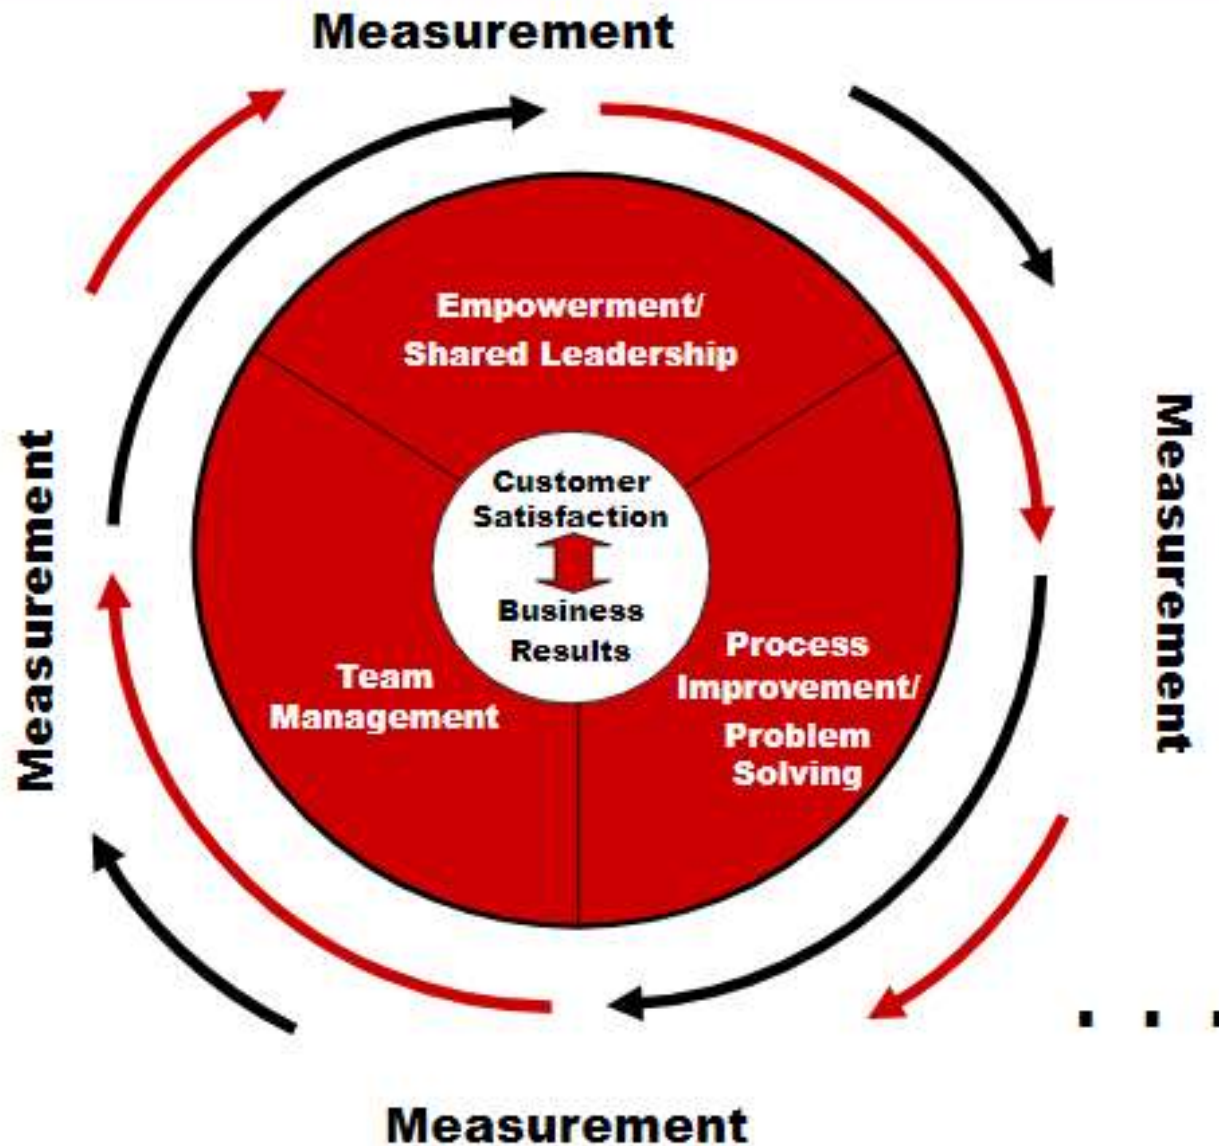 Measurement
Empowerment/
Shared Leadership
Customer
Satisfaction
Business
Results
Team
Management
Process
Improvement/
Problem
Solving
Measurement
Measurement
Measurement
. . .